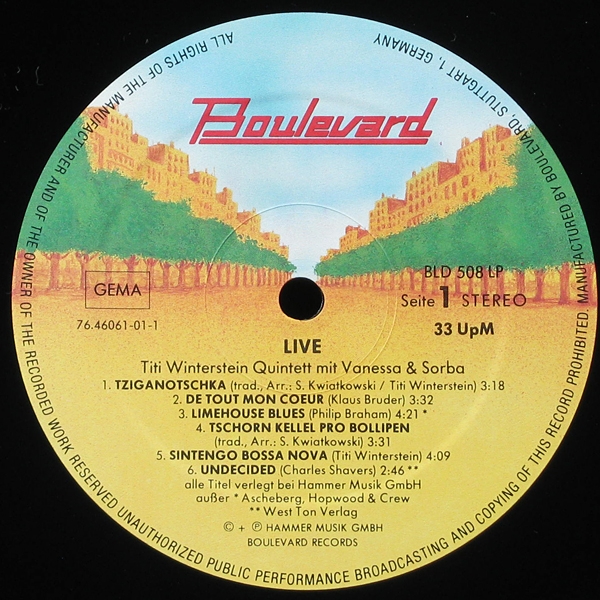 Boulevard
BLD 508 LP
GEMA
Seite 1 STEREO
76.46061-01-1
33 UpM
LIVE
Titi Winterstein Quintett mit Vanessa & Sorba
1. TZIGANOTSCHKA (trad., Arr.: S. Kwiatkowski / Titi Winterstein) 3:18
2. DE TOUT MON COEUR (Klaus Bruder) 3:32
3. LIMEHOUSE BLUES (Philip Braham) 4:21 *
4. TSCHORN KELLEL PRO BOLLIPEN
(trad., Arr.: S. Kwiatkowski) 3:31
5. SINTENGO BOSSA NOVA (Titi Winterstein) 4:09
6. UNDECIDED (Charles Shavers) 2:46 **
alle Titel verlegt bei Hammer Musik GmbH
außer * Ascheberg, Hopwood & Crew
** West Ton Verlag
© + ℗ HAMMER MUSIK GMBH
BOULEVARD RECORDS
ALL RIGHTS OF THE MANUFACTURER AND OF THE OWNER OF THE RECORDED WORK RESERVED UNAUTHORIZED PUBLIC PERFORMANCE BROADCASTING AND COPYING OF THIS RECORD PROHIBITED. MANUFACTURED BY BOULEVARD, STUTTGART 1, GERMANY